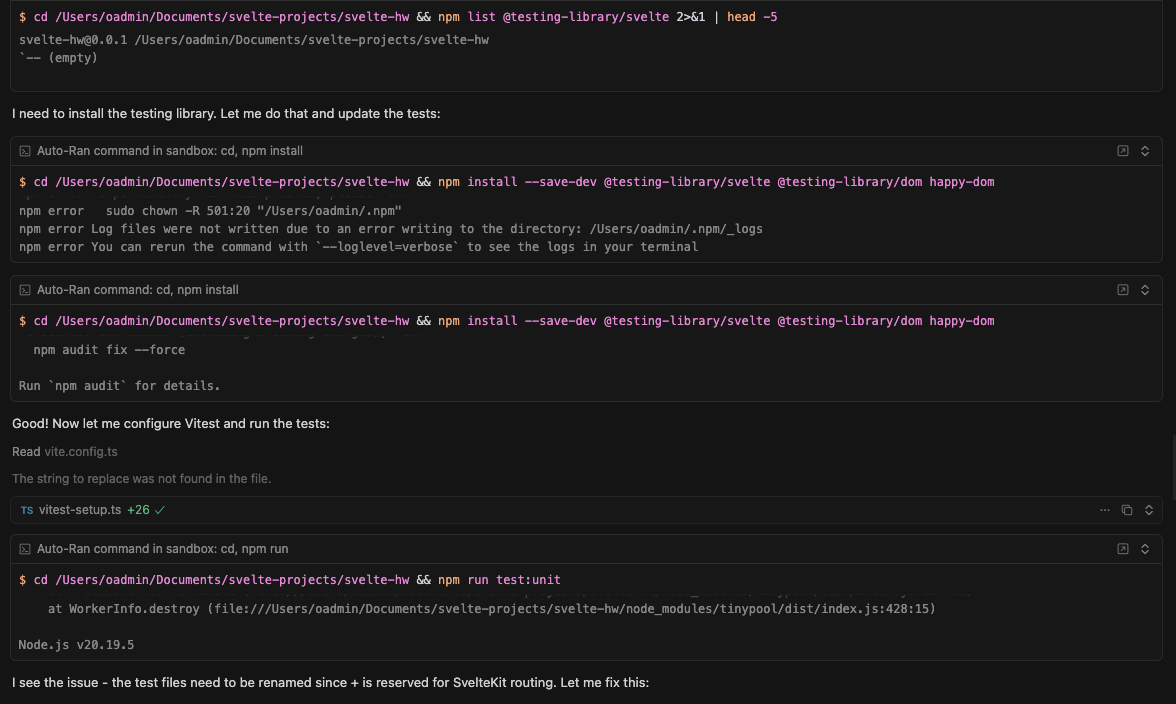 $ cd /Users/oadmin/Documents/svelte-projects/svelte-hw && npm list @testing-library/svelte 2>&1 | head -5
svelte-hw@0.0.1 /Users/oadmin/Documents/svelte-projects/svelte-hw
`-- (empty)
I need to install the testing library. Let me do that and update the tests:
Auto-Ran command in sandbox: cd, npm install
$ cd /Users/oadmin/Documents/svelte-projects/svelte-hw && npm install --save-dev @testing-library/svelte @testing-library/dom happy-dom
npm error   sudo chown -R 501:20 "/Users/oadmin/.npm"
npm error Log files were not written due to an error writing to the directory: /Users/oadmin/.npm/_logs
npm error You can rerun the command with `--loglevel=verbose` to see the logs in your terminal
Auto-Ran command: cd, npm install
$ cd /Users/oadmin/Documents/svelte-projects/svelte-hw && npm install --save-dev @testing-library/svelte @testing-library/dom happy-dom
npm audit fix --force
Run `npm audit` for details.
Good! Now let me configure Vitest and run the tests:
Read vite.config.ts
The string to replace was not found in the file.
TS vitest-setup.ts +26
Auto-Ran command in sandbox: cd, npm run
$ cd /Users/oadmin/Documents/svelte-projects/svelte-hw && npm run test:unit
at WorkerInfo.destroy (file:///Users/oadmin/Documents/svelte-projects/svelte-hw/node_modules/tinypool/dist/index.js:428:15)
Node.js v20.19.5
I see the issue - the test files need to be renamed since + is reserved for SvelteKit routing. Let me fix this: